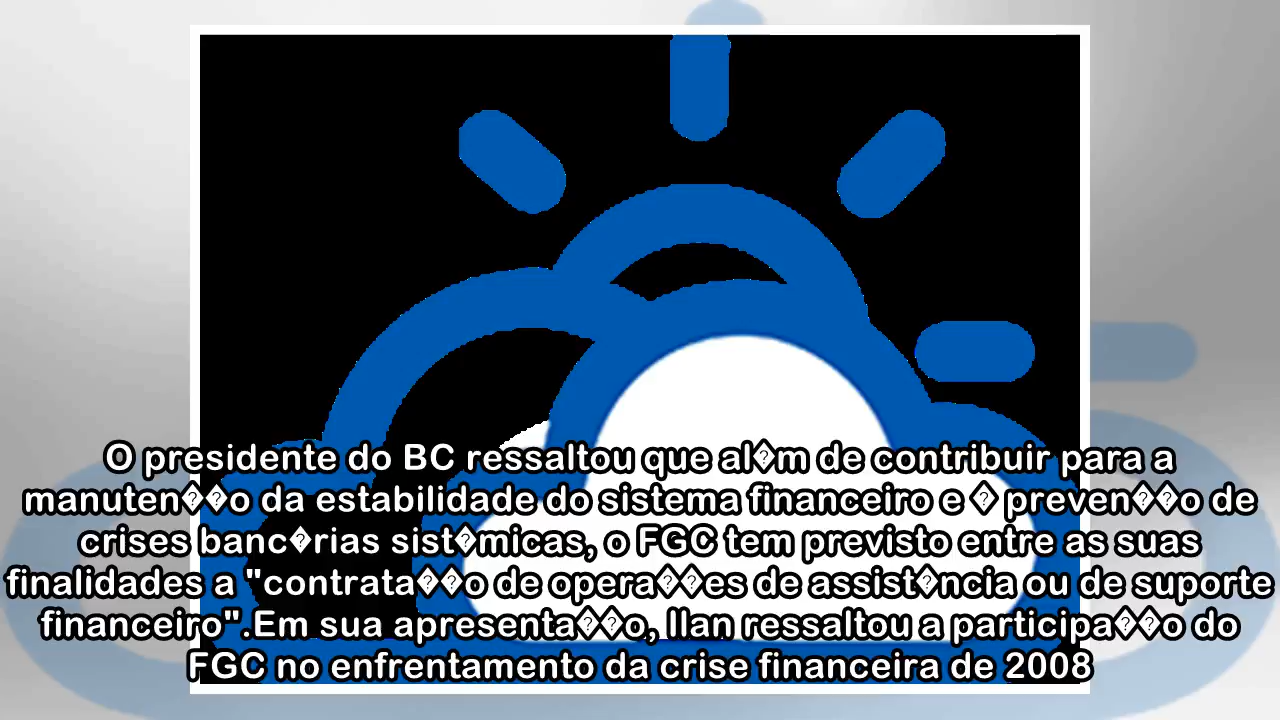 O presidente do BC ressaltou que al�m de contribuir para a
manuten��o da estabilidade do sistema financeiro e � preven��o de
crises banc�rias sist�micas, o FGC tem previsto entre as suas
finalidades a "contrata��o de opera��es de assist�ncia ou de suporte
financeiro".Em sua apresenta��o, Ilan ressaltou a participa��o do
FGC no enfrentamento da crise financeira de 2008